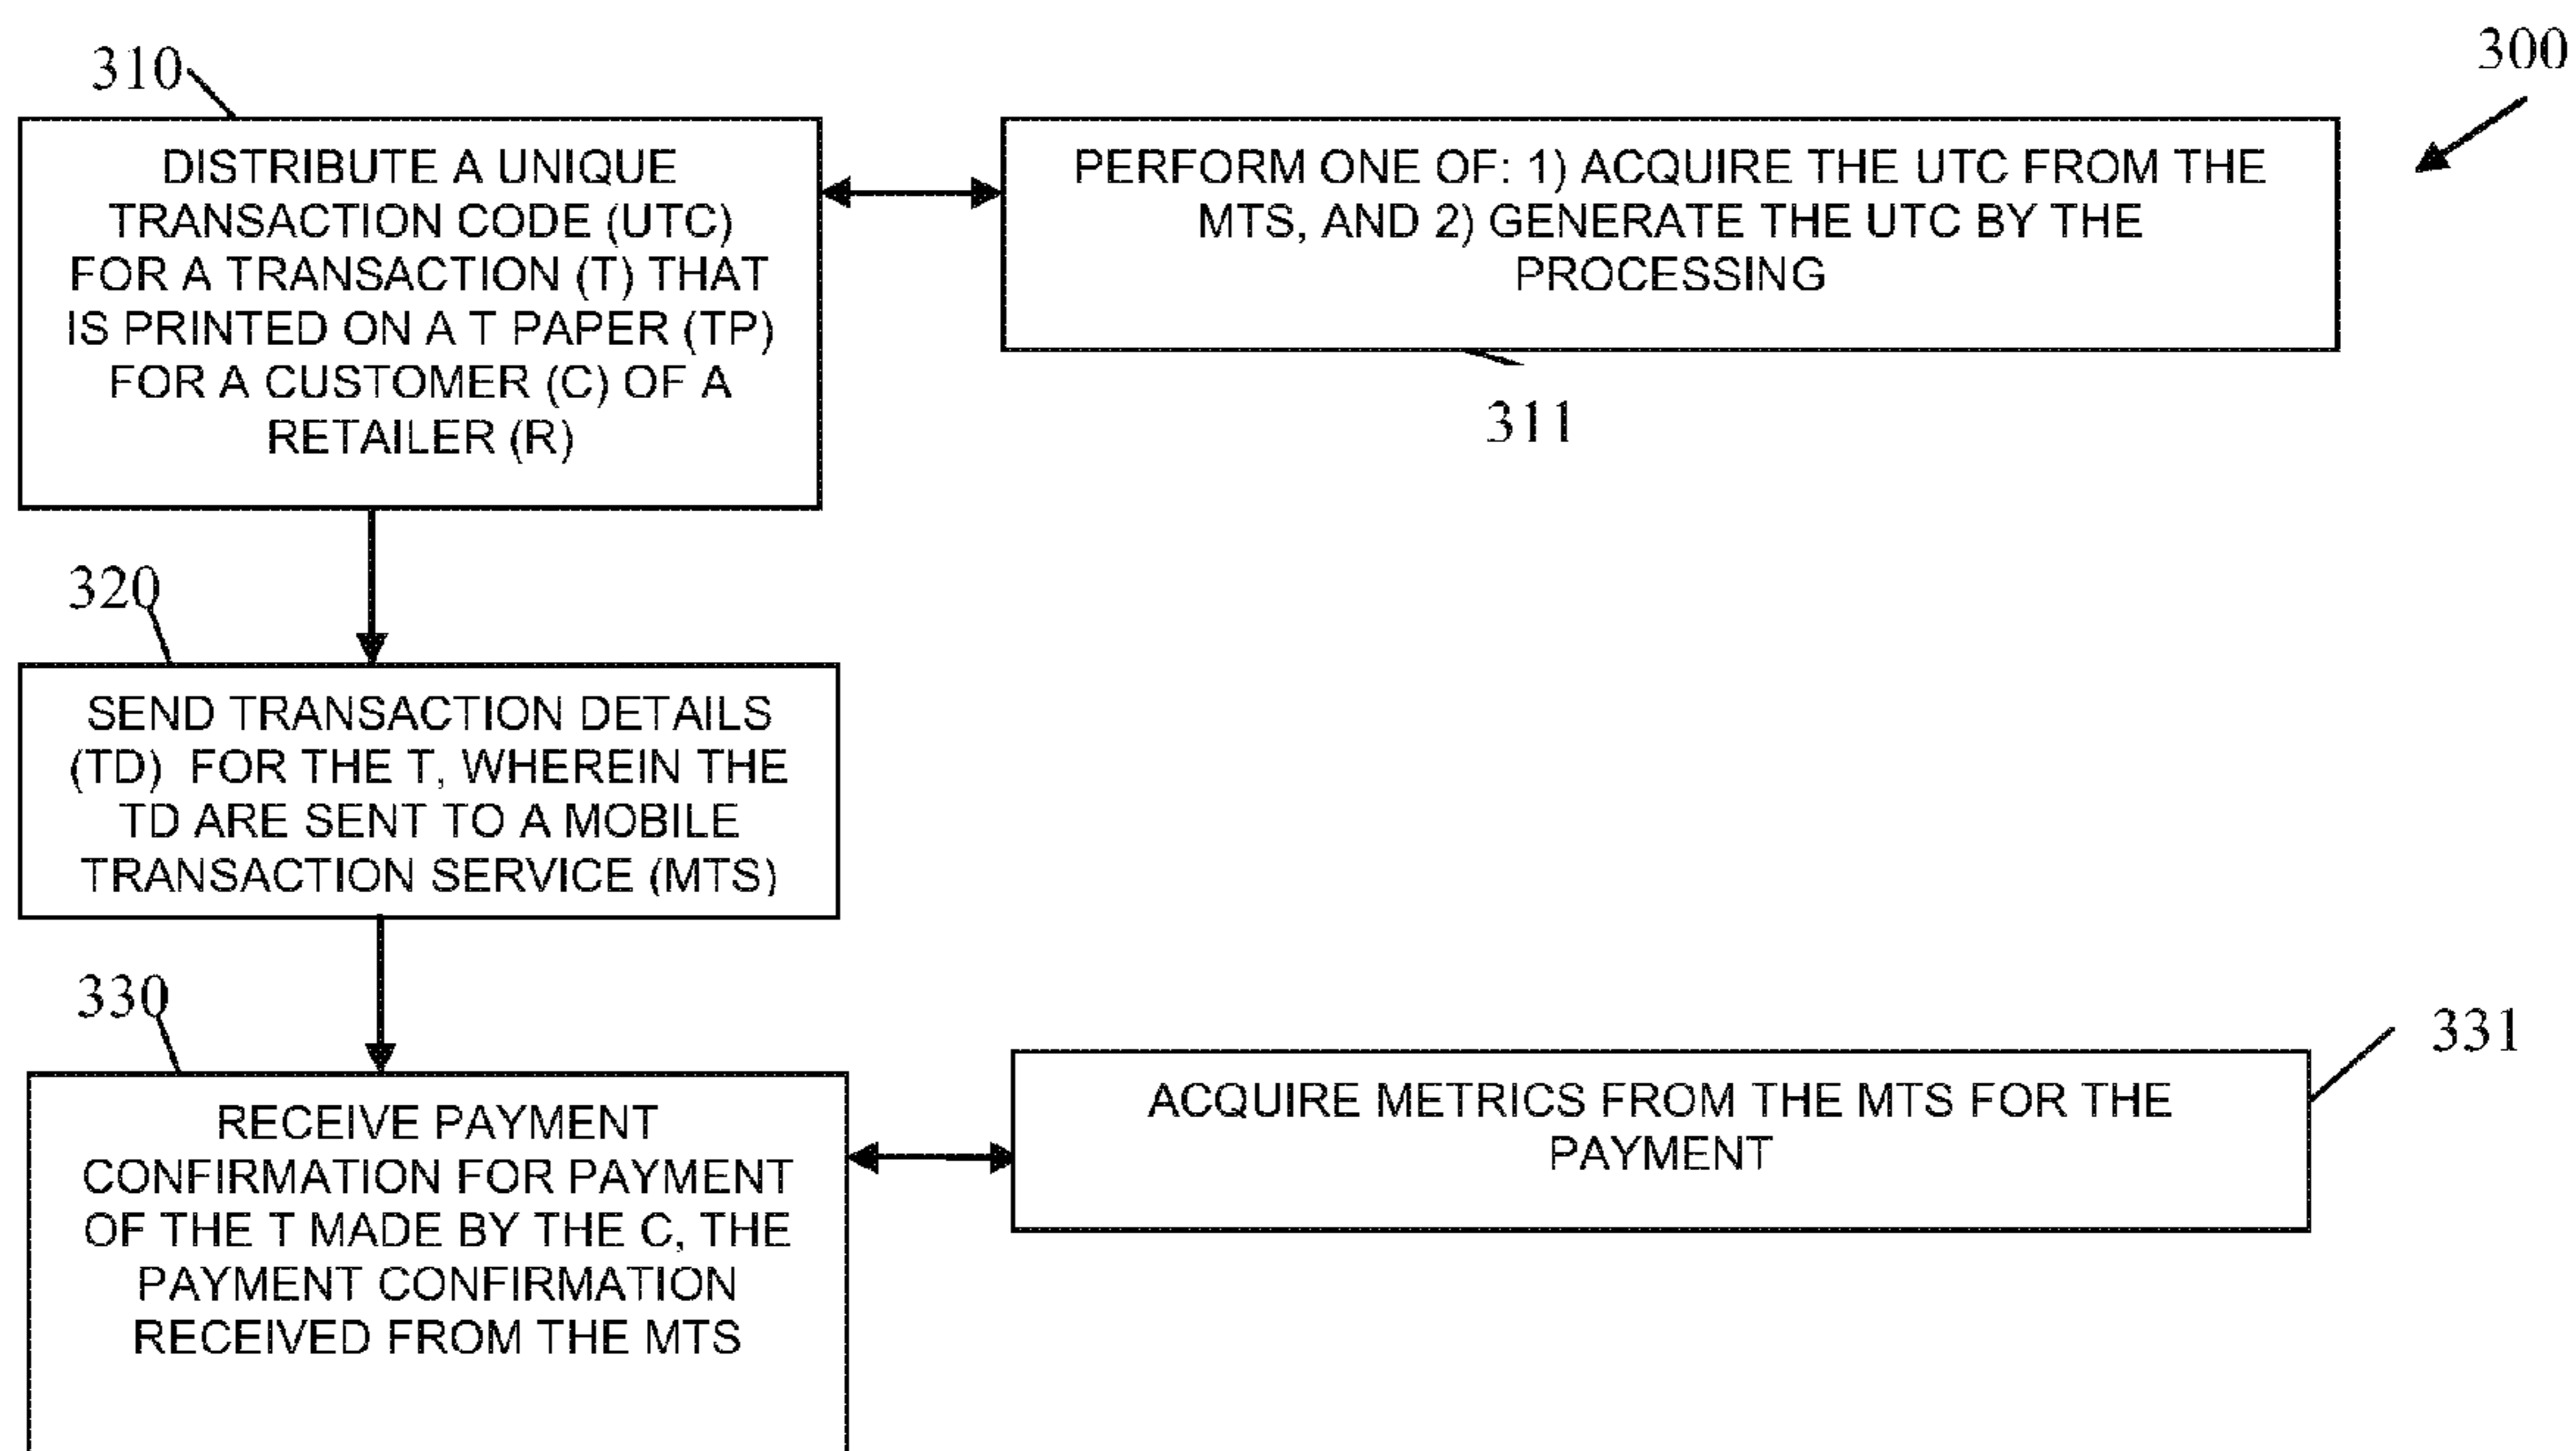 300
310
DISTRIBUTE A UNIQUE
TRANSACTION CODE (UTC)
FOR A TRANSACTION (T) THAT
IS PRINTED ON A T PAPER (TP)
FOR A CUSTOMER (C) OF A
RETAILER (R)
PERFORM ONE OF: 1) ACQUIRE THE UTC FROM THE
MTS, AND 2) GENERATE THE UTC BY THE
PROCESSING
311
320
SEND TRANSACTION DETAILS
(TD) FOR THE T, WHEREIN THE
TD ARE SENT TO A MOBILE
TRANSACTION SERVICE (MTS)
330
RECEIVE PAYMENT
CONFIRMATION FOR PAYMENT
OF THE T MADE BY THE C, THE
PAYMENT CONFIRMATION
RECEIVED FROM THE MTS
331
ACQUIRE METRICS FROM THE MTS FOR THE
PAYMENT